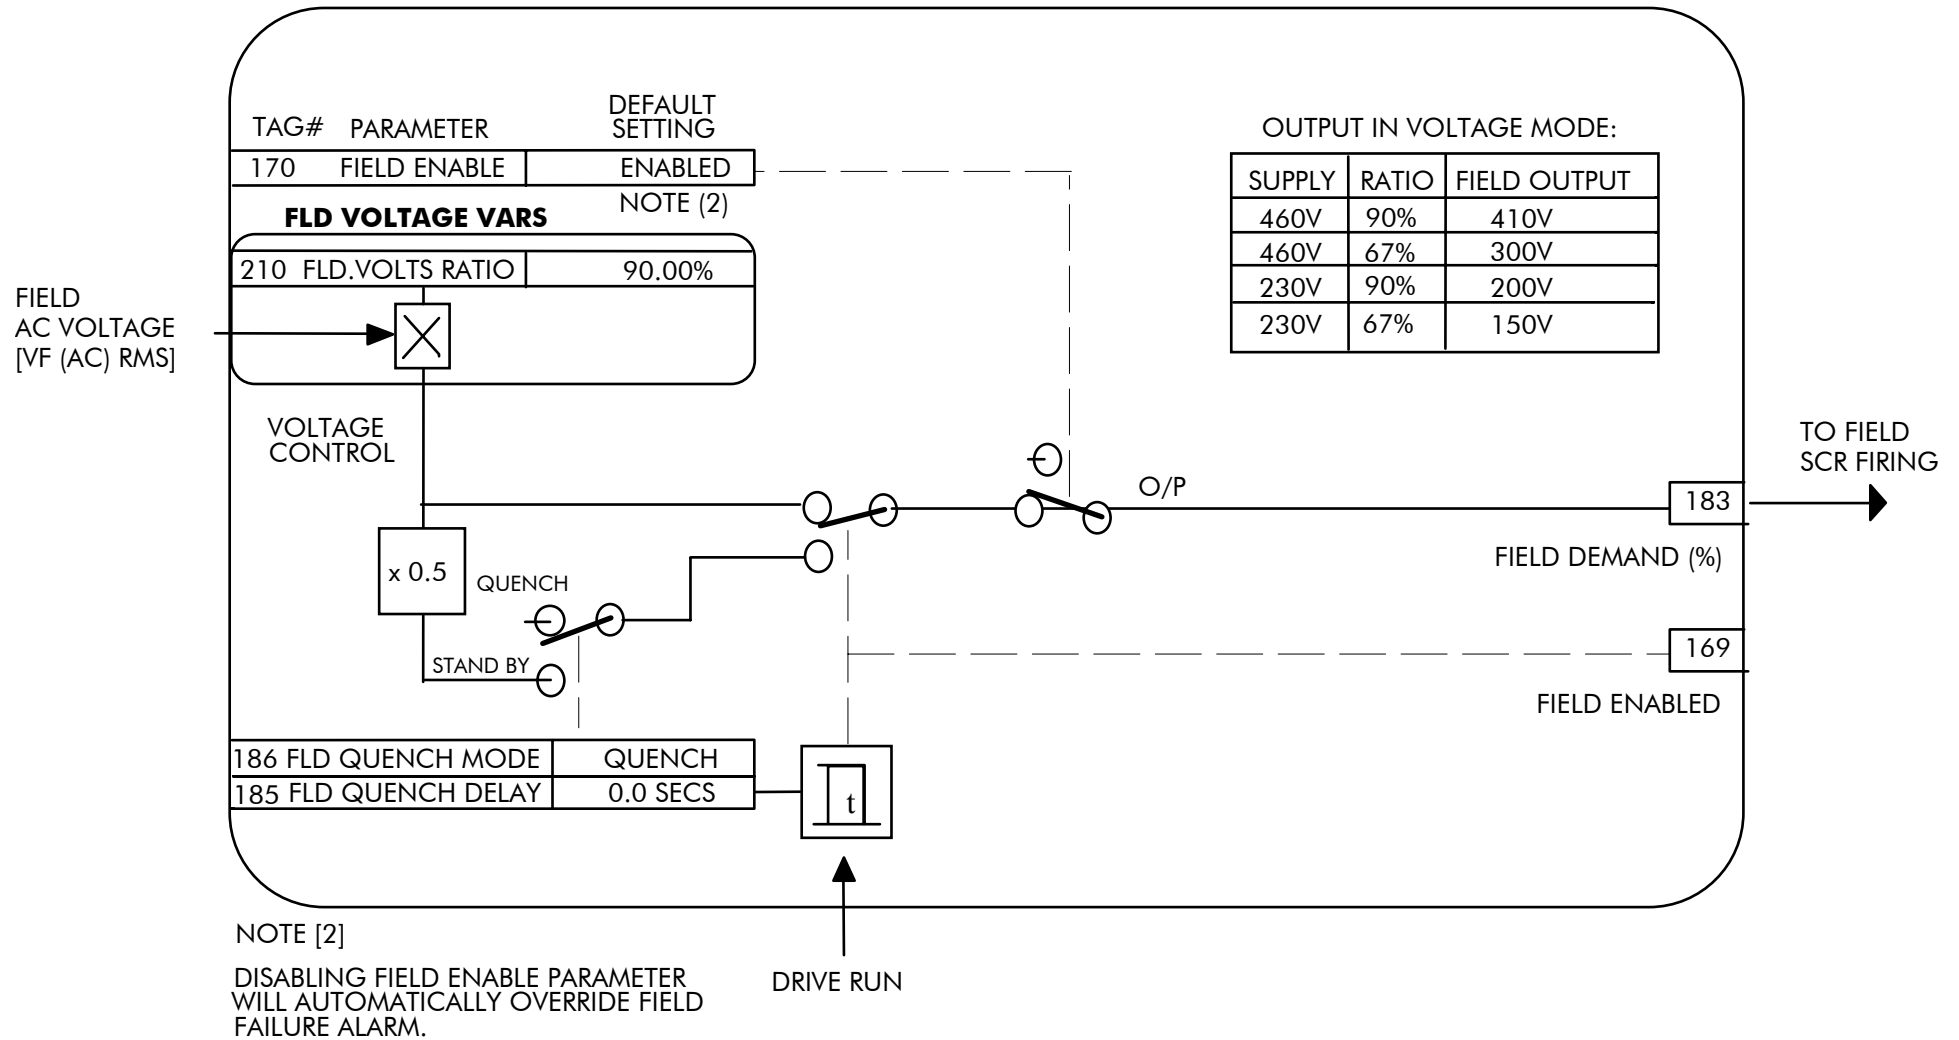 TAG# PARAMETER DEFAULT SETTING
170 FIELD ENABLE ENABLED
NOTE (2)
FLD VOLTAGE VARS
210 FLD.VOLTS RATIO 90.00%
FIELD
AC VOLTAGE
[VF (AC) RMS]
VOLTAGE
CONTROL
OUTPUT IN VOLTAGE MODE:
SUPPLY RATIO FIELD OUTPUT
460V 90% 410V
460V 67% 300V
230V 90% 200V
230V 67% 150V
O/P
TO FIELD
SCR FIRING
183
FIELD DEMAND (%)
x 0.5
QUENCH
STAND BY
169
FIELD ENABLED
186 FLD QUENCH MODE QUENCH
185 FLD QUENCH DELAY 0.0 SECS
t
DRIVE RUN
NOTE [2]
DISABLING FIELD ENABLE PARAMETER
WILL AUTOMATICALLY OVERRIDE FIELD
FAILURE ALARM.